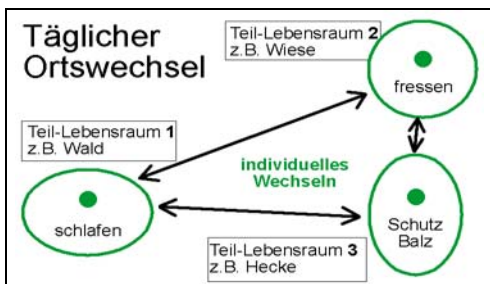 Täglicher
Ortswechsel
Teil-Lebensraum 2
z.B. Wiese
fressen
Teil-Lebensraum 1
z.B. Wald
individuelles
Wechseln
schlafen
Schutz
Balz
Teil-Lebensraum 3
z.B. Hecke